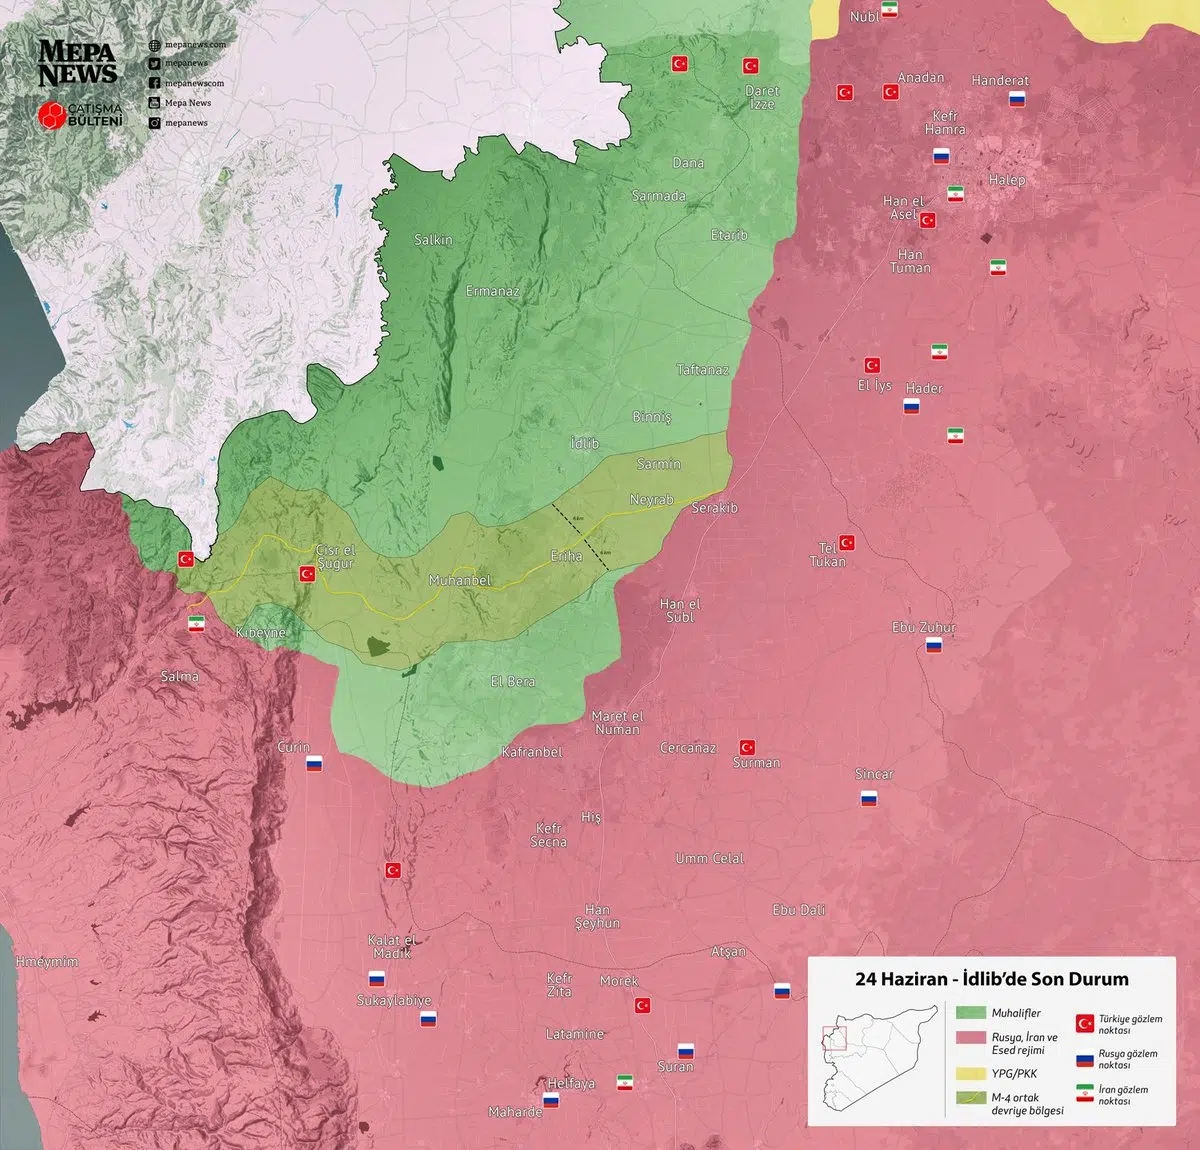 MEPA
NEWS
ÇATIŞMA
BÜLTENİ
mepanews.com
mepanews
mepanewscom
Mepa News
mepanews
Nubl
Daret
İzze
Anadan
Handerat
Kefr
Hamra
Dana
Sarmada
Halep
Han el
Asel
Salkin
Etarib
Han
Tuman
Ermanaz
Taftanaz
El İys
Hader
Binniş
İdlib
Sarmin
Neyrab
Serakib
6 km
6 km
Cisr el
Şugur
Eriha
Tel
Tukan
Muhanbel
Han el
Subl
Kibeyne
Ebu Zuhur
Salma
El Bera
Maret el
Numan
Curin
Kafranbel
Cercanaz
Surman
Sincar
Hiş
Kefr
Secna
Umm Celal
Han
Şeyhun
Ebu Dali
Kalat el
Madik
Atşan
Hmeymim
Kefr
Zita
Morek
Sukaylabiye
Latamine
Suran
Helfaya
Maharde
24 Haziran - İdlib’de Son Durum
Muhalifler
Rusya, İran ve
Esed rejimi
YPG/PKK
M-4 ortak
devriye bölgesi
Türkiye gözlem
noktası
Rusya gözlem
noktası
İran gözlem
noktası